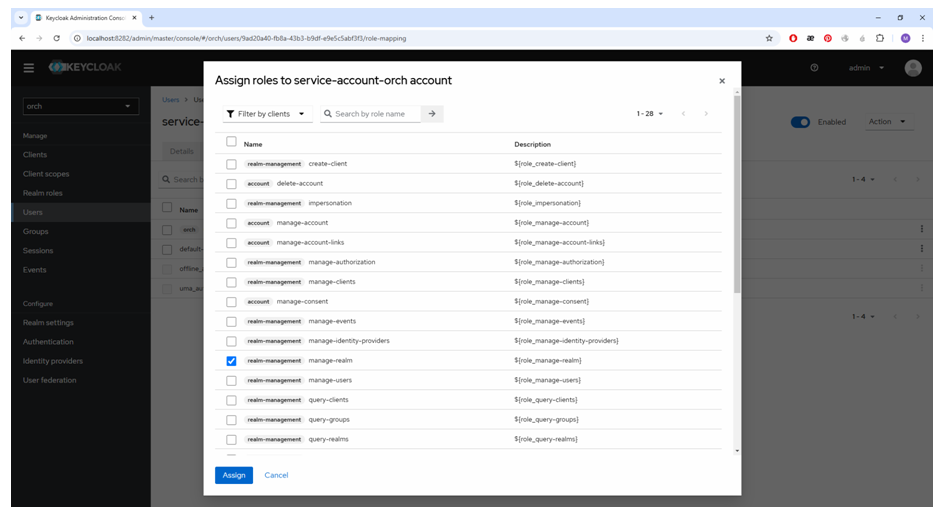 Keycloak Administration Conso
localhost:8282/admin/master/console/#/orch/users/9ad20a40-fb8a-43b3-b9df-e9e5c5abf3f3/role-mapping
KEYCLOAK
admin
orch
Manage
Clients
Client scopes
Realm roles
Users
Groups
Sessions
Events
Configure
Realm settings
Authentication
Identity providers
User federation
Users > Us
service-
Enabled Action
Details
Search b
1 - 4
Name
orch
default-
offline_
uma_au
1 - 4
Assign roles to service-account-orch account
Filter by clients Search by role name 1 - 28
Name Description
realm-management create-client ${role_create-client}
account delete-account ${role_delete-account}
realm-management impersonation ${role_impersonation}
account manage-account ${role_manage-account}
account manage-account-links ${role_manage-account-links}
realm-management manage-authorization ${role_manage-authorization}
realm-management manage-clients ${role_manage-clients}
account manage-consent ${role_manage-consent}
realm-management manage-events ${role_manage-events}
realm-management manage-identity-providers ${role_manage-identity-providers}
realm-management manage-realm ${role_manage-realm}
realm-management manage-users ${role_manage-users}
realm-management query-clients ${role_query-clients}
realm-management query-groups ${role_query-groups}
realm-management query-realms ${role_query-realms}
Assign Cancel